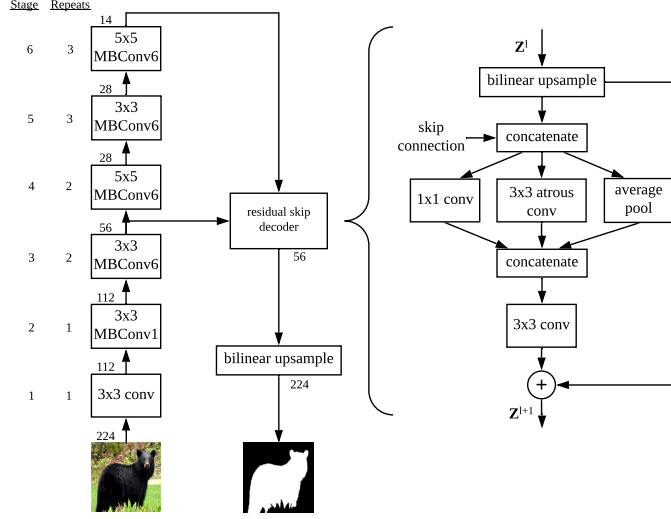 Stage Repeats
14
6 3 5x5
MBConv6
28
5 3 3x3
MBConv6
28
4 2 5x5
MBConv6
56
3 2 3x3
MBConv6
112
2 1 3x3
MBConv1
112
1 1 3x3 conv
224
residual skip
decoder
56
bilinear upsample
224
Zˡ
bilinear upsample
skip
connection
concatenate
1x1 conv
3x3 atrous
conv
average
pool
concatenate
3x3 conv
+
Zˡ⁺¹